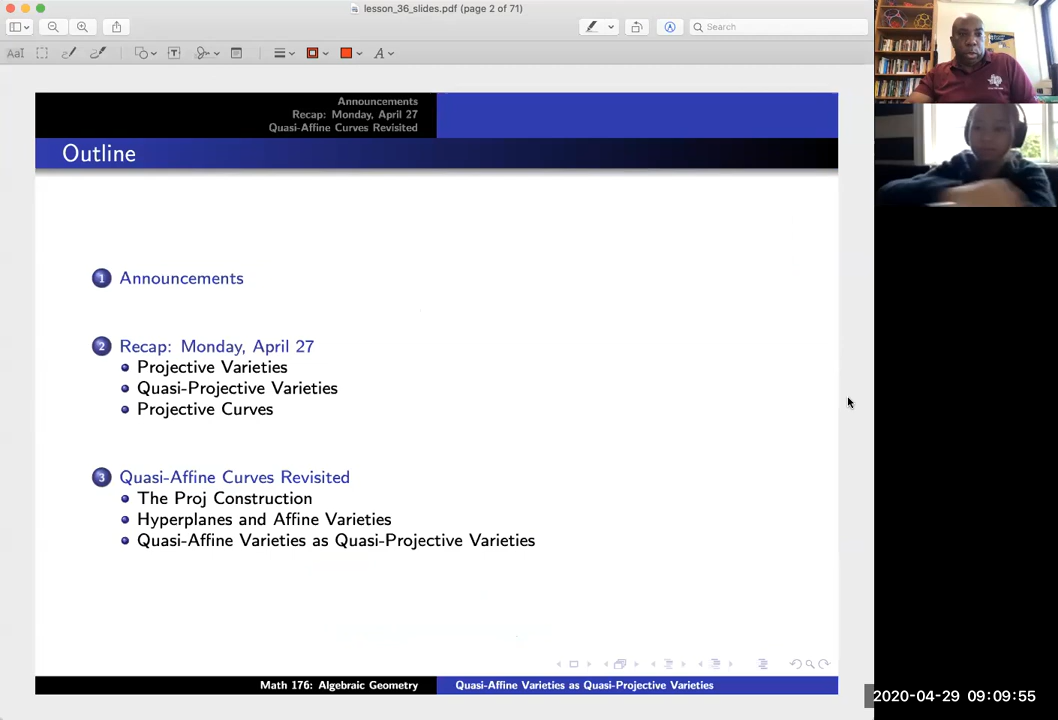 lesson_36_slides.pdf (page 2 of 71)
Search
AaI
T
A
Announcements
Recap: Monday, April 27
Quasi-Affine Curves Revisited
Outline
1 Announcements
2 Recap: Monday, April 27
Projective Varieties
Quasi-Projective Varieties
Projective Curves
3 Quasi-Affine Curves Revisited
The Proj Construction
Hyperplanes and Affine Varieties
Quasi-Affine Varieties as Quasi-Projective Varieties
Math 176: Algebraic Geometry
Quasi-Affine Varieties as Quasi-Projective Varieties
2020-04-29 09:09:55